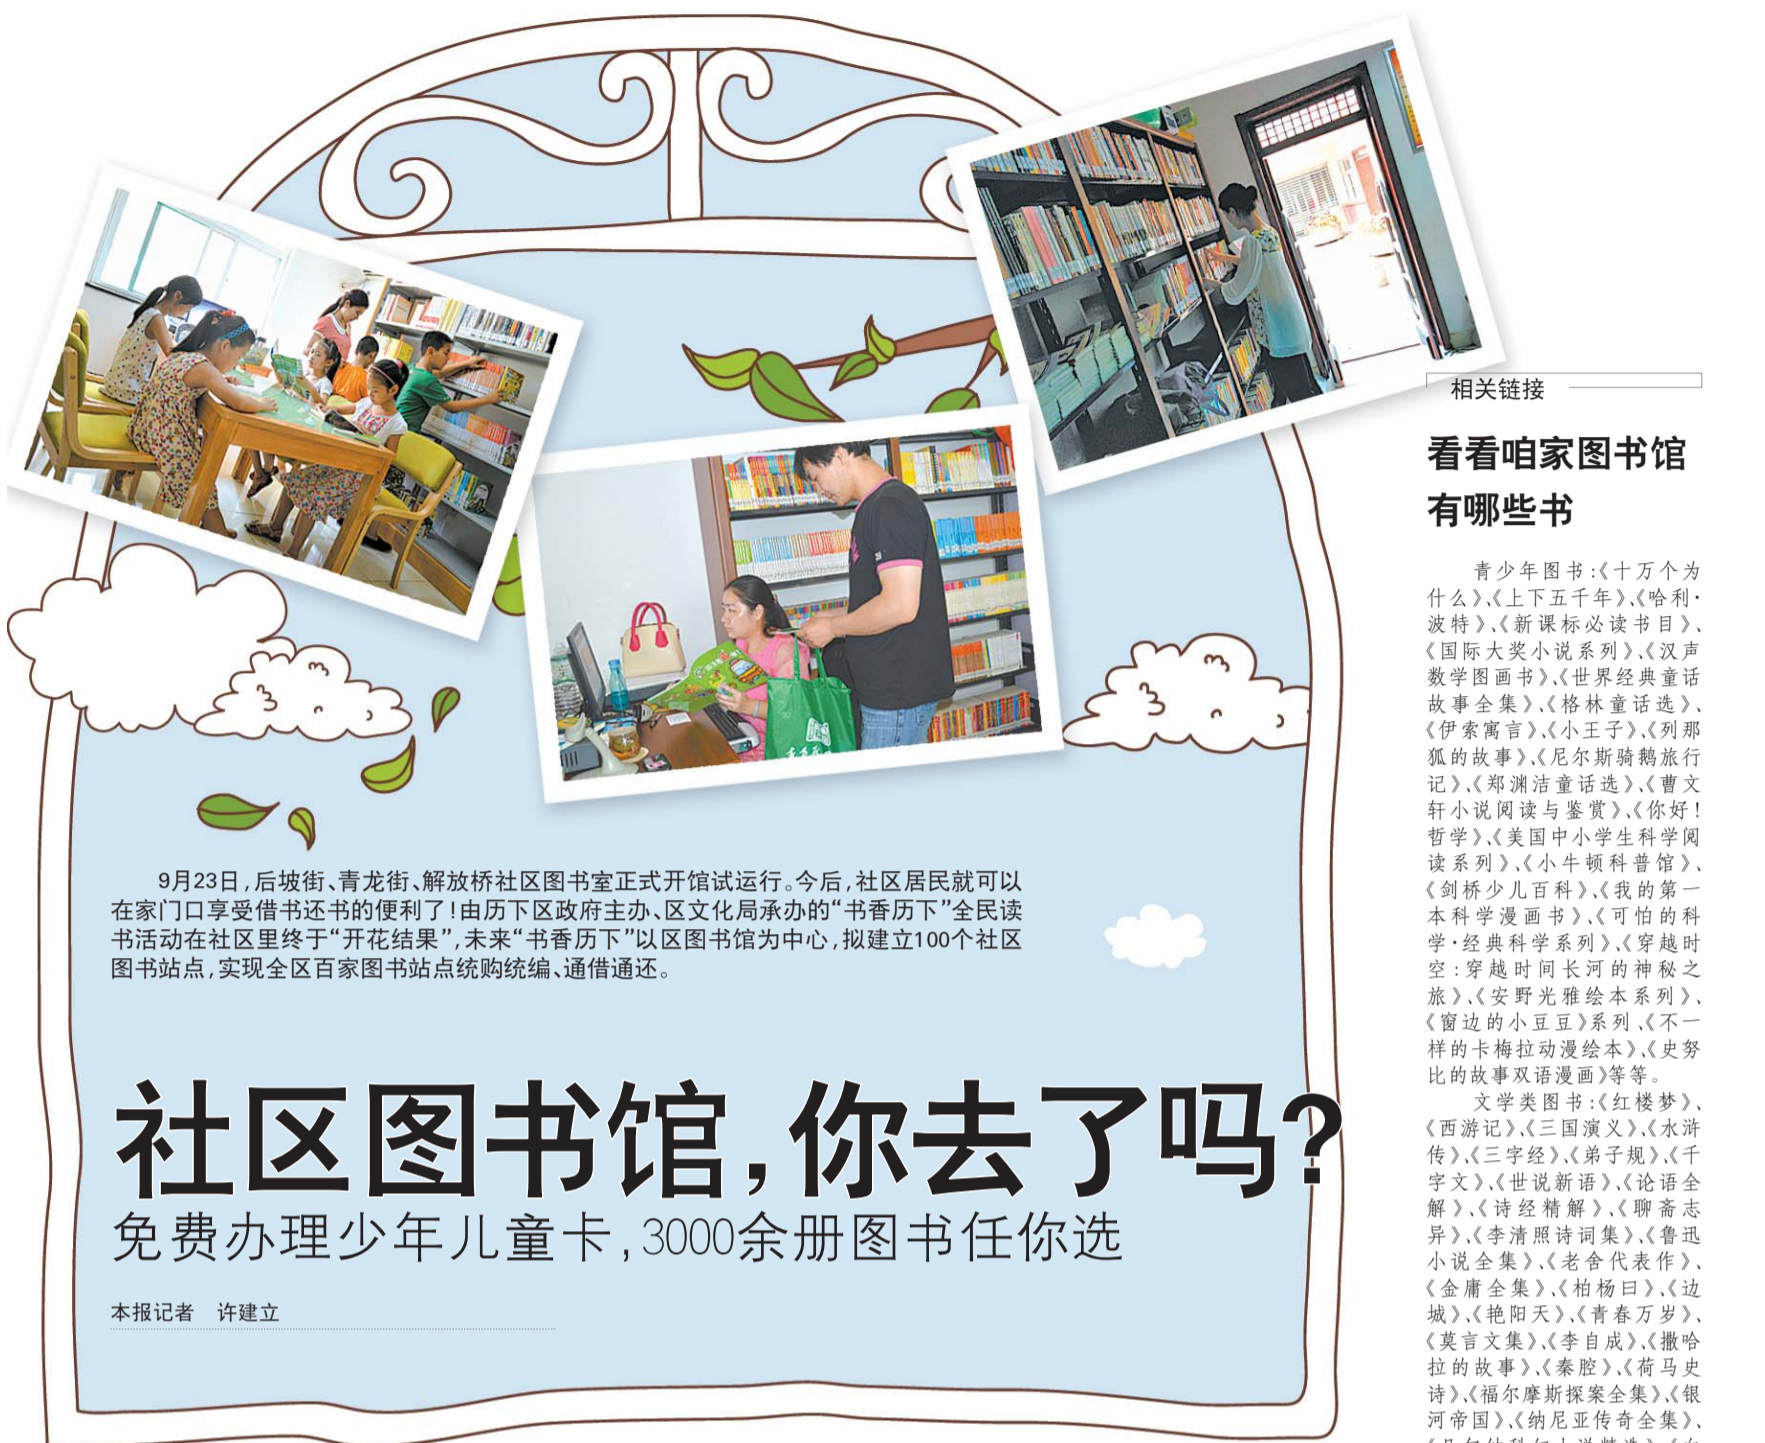 9月23日,后坡街、青龙街、解放桥社区图书室正式开馆试运行。今后,社区居民就可以
在家门口享受借书还书的便利了!由历下区政府主办、区文化局承办的“书香历下”全民读
书活动在社区里终于“开花结果”,未来“书香历下”以区图书馆为中心,拟建立100个社区
图书站点,实现全区百家图书站点统购统编、通借通还。
社区图书馆,你去了吗?
免费办理少年儿童卡,3000余册图书任你选
本报记者 许建立
相关链接
看看咱家图书馆
有哪些书
青少年图书:《十万个为
什么》、《上下五千年》、《哈利·
波特》、《新课标必读书目》、
《国际大奖小说系列》、《汉声
数学图画书》、《世界经典童话
故事全集》、《格林童话选》、
《伊索寓言》、《小王子》、《列那
狐的故事》、《尼尔斯骑鹅旅行
记》、《郑渊洁童话选》、《曹文
轩小说阅读与鉴赏》、《你好!
哲学》、《美国中小学生科学阅
读系列》、《小牛顿科普馆》、
《剑桥少儿百科》、《我的第一
本科学漫画书》、《可怕的科
学·经典科学系列》、《穿越时
空:穿越时间长河的神秘之
旅》、《安野光雅绘本系列》、
《窗边的小豆豆》系列、《不一
样的卡梅拉动漫绘本》、《史努
比的故事双语漫画》等等。
文学类图书:《红楼梦》、
《西游记》、《三国演义》、《水浒
传》、《三字经》、《弟子规》、《千
字文》、《世说新语》、《论语全
解》、《诗经精解》、《聊斋志
异》、《李清照诗词集》、《鲁迅
小说全集》、《老舍代表作》、
《金庸全集》、《柏杨曰》、《边
城》、《艳阳天》、《青春万岁》、
《莫言文集》、《李自成》、《撒哈
拉的故事》、《秦腔》、《荷马史
诗》、《福尔摩斯探案全集》、《银
河帝国》、《纳尼亚传奇全集》、